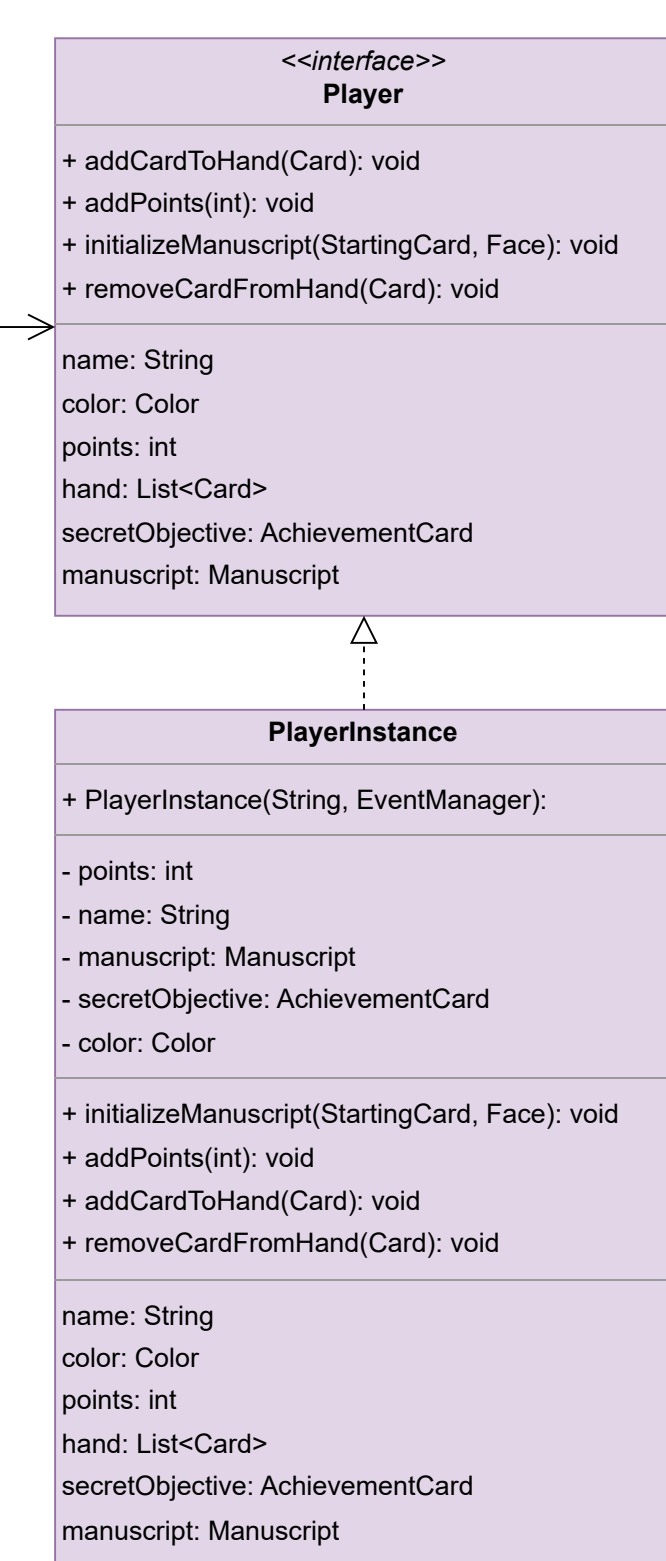 <<interface>>
Player
+ addCardToHand(Card): void
+ addPoints(int): void
+ initializeManuscript(StartingCard, Face): void
+ removeCardFromHand(Card): void
name: String
color: Color
points: int
hand: List<Card>
secretObjective: AchievementCard
manuscript: Manuscript
PlayerInstance
+ PlayerInstance(String, EventManager):
- points: int
- name: String
- manuscript: Manuscript
- secretObjective: AchievementCard
- color: Color
+ initializeManuscript(StartingCard, Face): void
+ addPoints(int): void
+ addCardToHand(Card): void
+ removeCardFromHand(Card): void
name: String
color: Color
points: int
hand: List<Card>
secretObjective: AchievementCard
manuscript: Manuscript